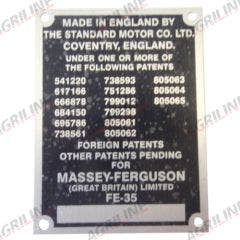 MADE IN ENGLAND BY
THE STANDARD MOTOR CO. LTD.
COVENTRY, ENGLAND.
UNDER ONE OR MORE OF
THE FOLLOWING PATENTS
541220 738593 805063
617166 751286 805064
666878 799012 805065
684150 799298
695786 805061
738561 805062
FOREIGN PATENTS
OTHER PATENTS PENDING
FOR
MASSEY-FERGUSON
(GREAT BRITAIN) LIMITED
FE-35
AGRILINE